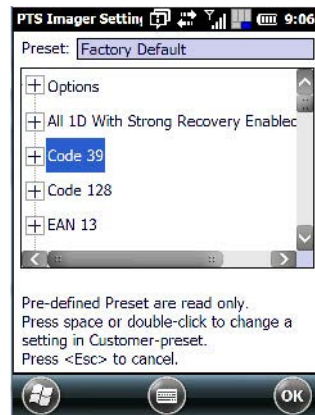 PTS Imager Settin 9:06
Preset: Factory Default
Options
All 1D With Strong Recovery Enabled
Code 39
Code 128
EAN 13
Pre-defined Preset are read only.
Press space or double-click to change a
setting in Customer-preset.
Press <Esc> to cancel.
OK